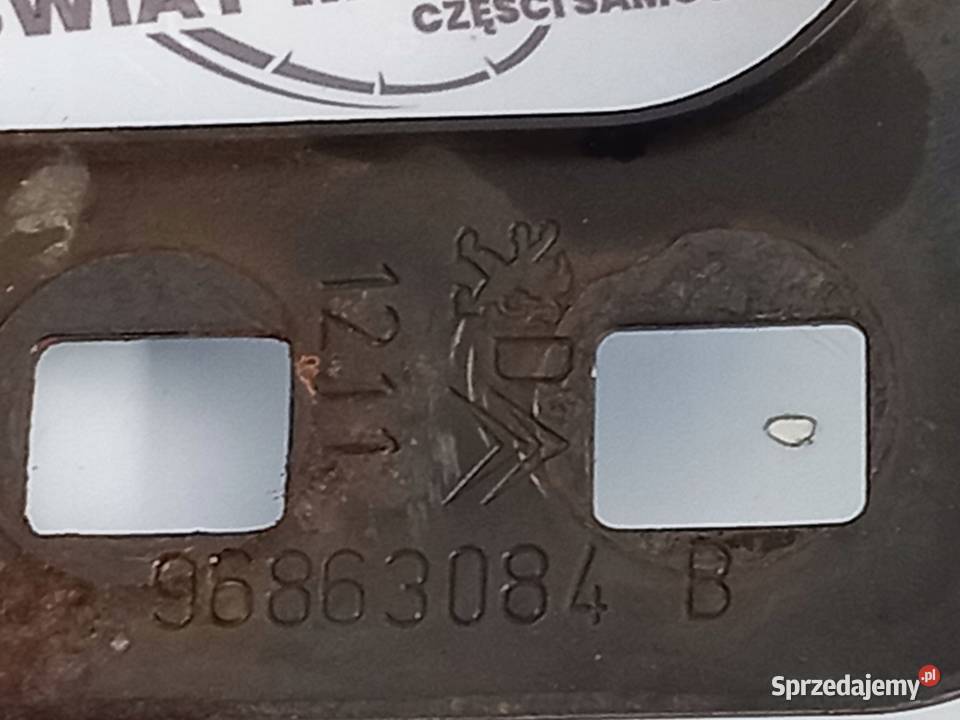 CZĘŚCI SAMO
1211
D
96863084 B
Sprzedajemy.pl